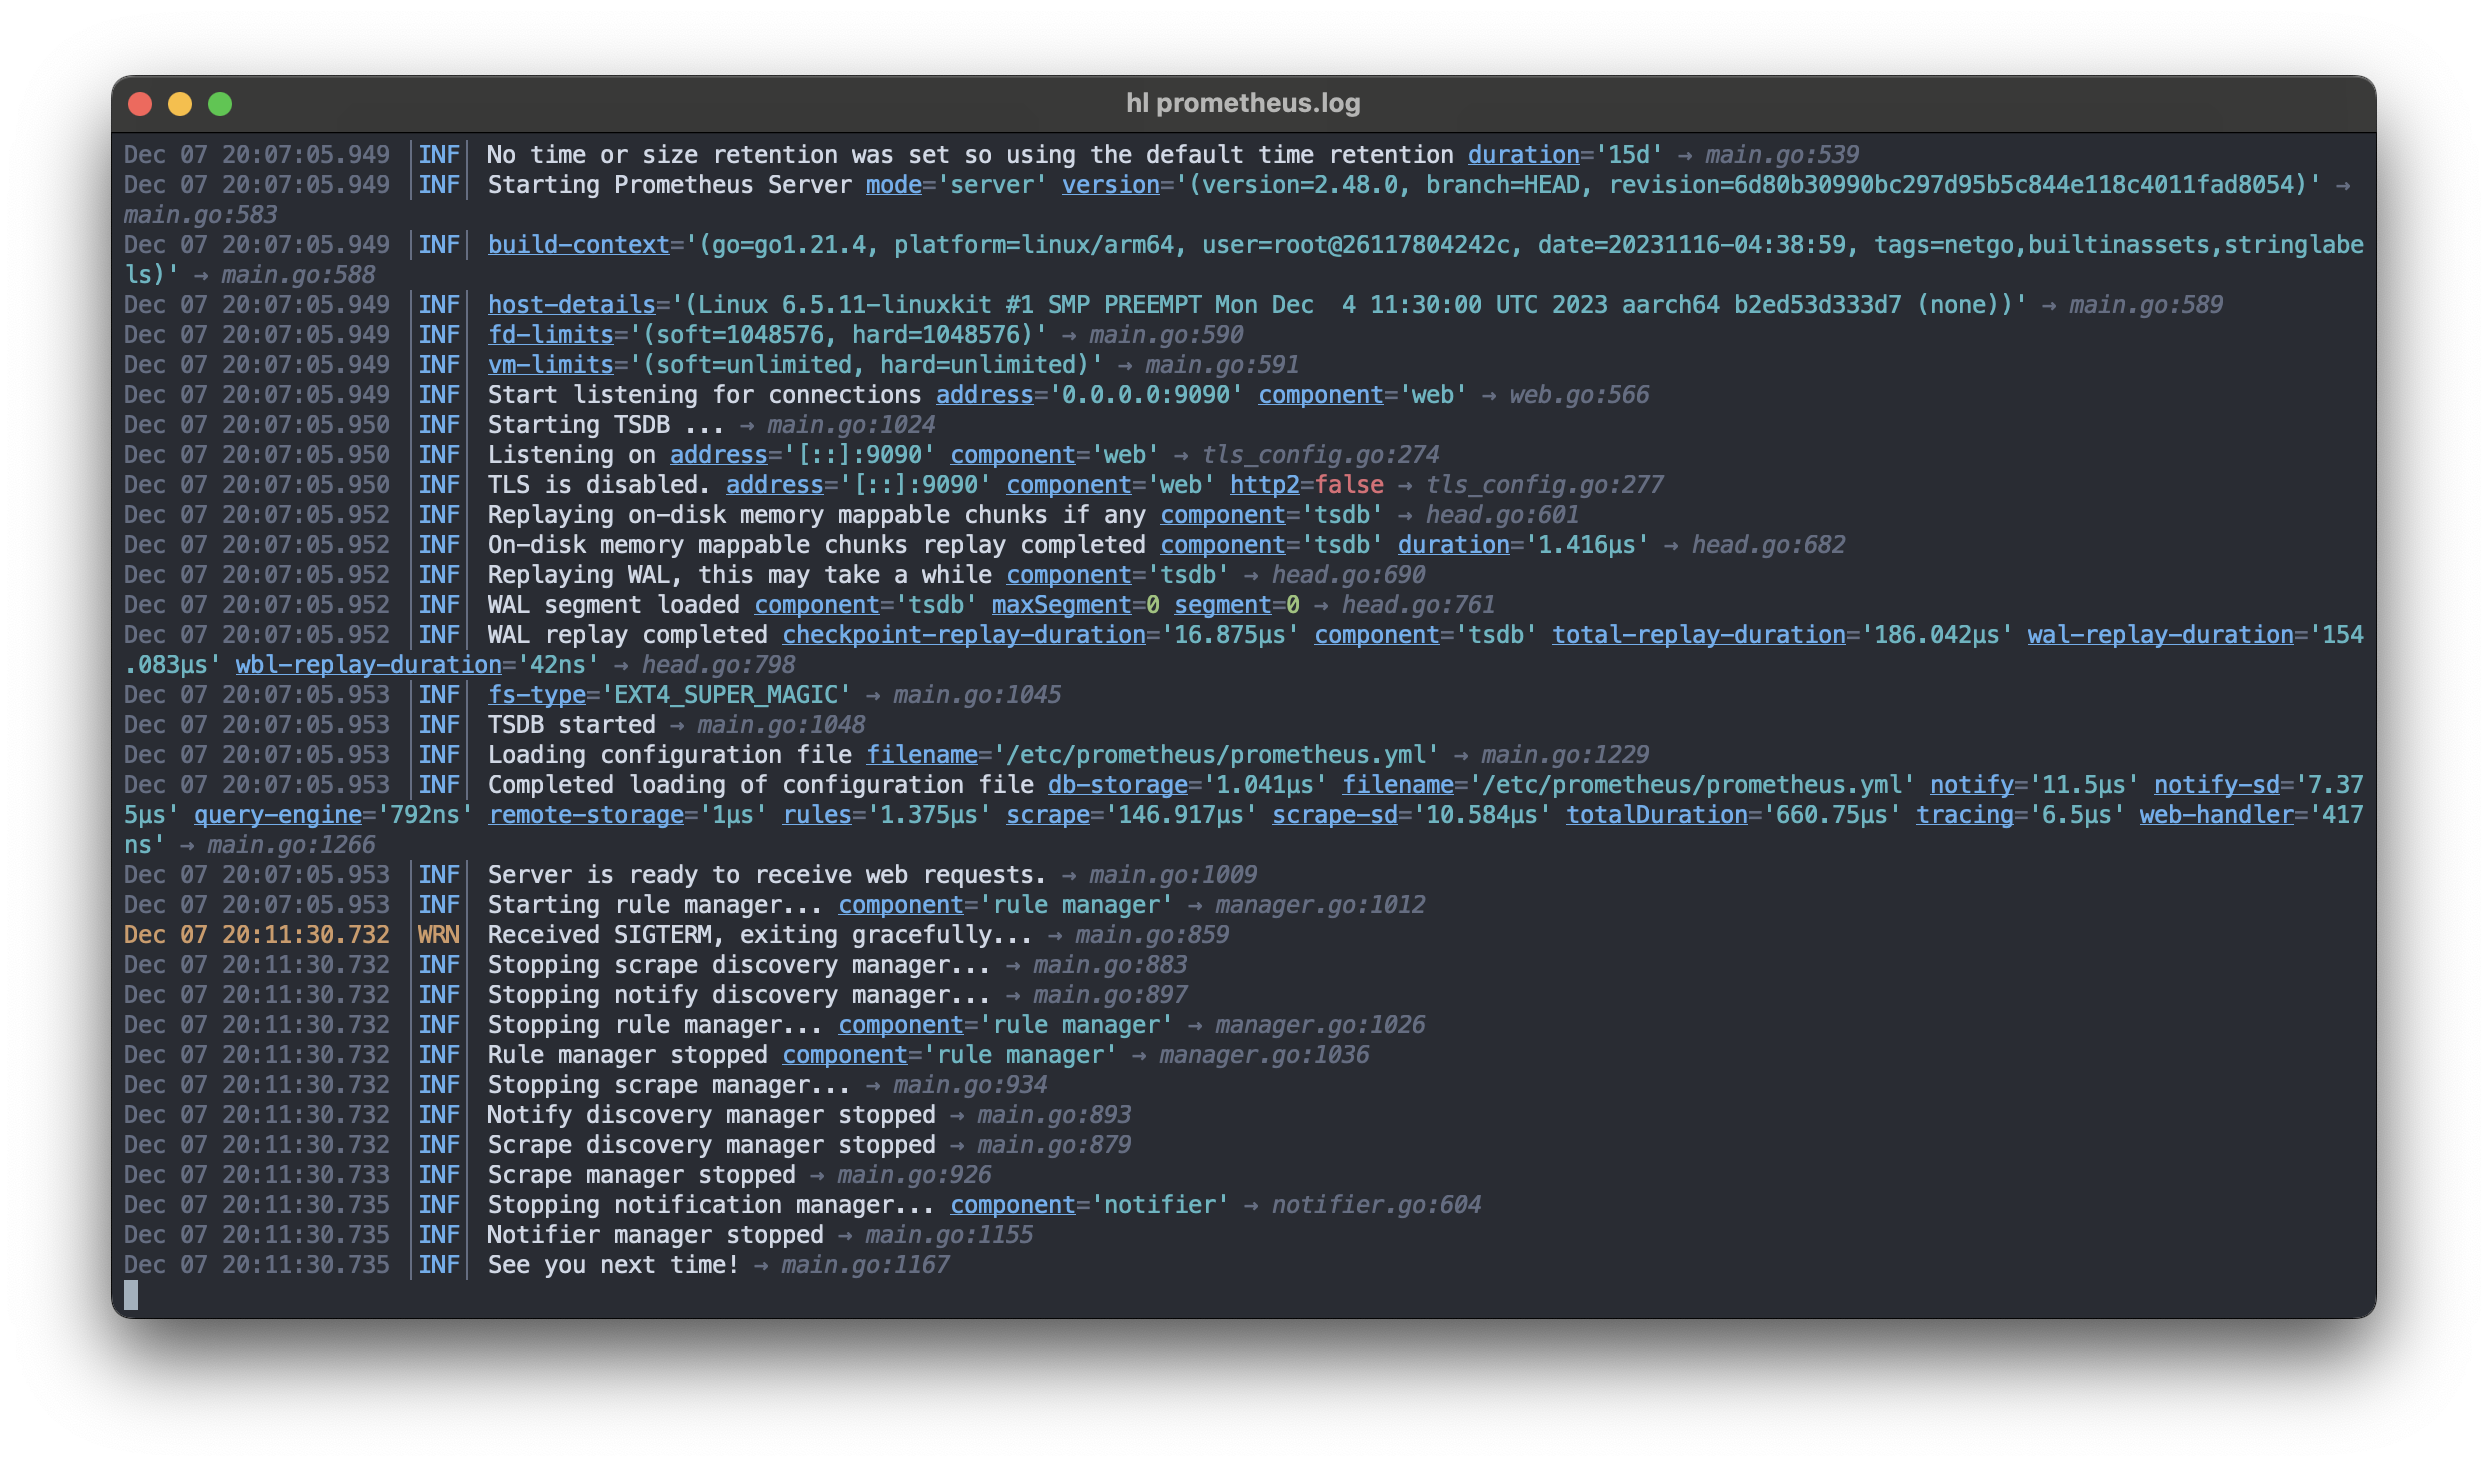 hl prometheus.log
Dec 07 20:07:05.949 |INF| No time or size retention was set so using the default time retention duration='15d' → main.go:539
Dec 07 20:07:05.949 |INF| Starting Prometheus Server mode='server' version='(version=2.48.0, branch=HEAD, revision=6d80b30990bc297d95b5c844e118c4011fad8054)' →
main.go:583
Dec 07 20:07:05.949 |INF| build-context='(go=go1.21.4, platform=linux/arm64, user=root@26117804242c, date=20231116-04:38:59, tags=netgo,builtinassets,stringlabe
ls)' → main.go:588
Dec 07 20:07:05.949 |INF| host-details='(Linux 6.5.11-linuxkit #1 SMP PREEMPT Mon Dec  4 11:30:00 UTC 2023 aarch64 b2ed53d333d7 (none))' → main.go:589
Dec 07 20:07:05.949 |INF| fd-limits='(soft=1048576, hard=1048576)' → main.go:590
Dec 07 20:07:05.949 |INF| vm-limits='(soft=unlimited, hard=unlimited)' → main.go:591
Dec 07 20:07:05.949 |INF| Start listening for connections address='0.0.0.0:9090' component='web' → web.go:566
Dec 07 20:07:05.950 |INF| Starting TSDB ... → main.go:1024
Dec 07 20:07:05.950 |INF| Listening on address='[::]:9090' component='web' → tls_config.go:274
Dec 07 20:07:05.950 |INF| TLS is disabled. address='[::]:9090' component='web' http2=false → tls_config.go:277
Dec 07 20:07:05.952 |INF| Replaying on-disk memory mappable chunks if any component='tsdb' → head.go:601
Dec 07 20:07:05.952 |INF| On-disk memory mappable chunks replay completed component='tsdb' duration='1.416µs' → head.go:682
Dec 07 20:07:05.952 |INF| Replaying WAL, this may take a while component='tsdb' → head.go:690
Dec 07 20:07:05.952 |INF| WAL segment loaded component='tsdb' maxSegment=0 segment=0 → head.go:761
Dec 07 20:07:05.952 |INF| WAL replay completed checkpoint-replay-duration='16.875µs' component='tsdb' total-replay-duration='186.042µs' wal-replay-duration='154
.083µs' wbl-replay-duration='42ns' → head.go:798
Dec 07 20:07:05.953 |INF| fs-type='EXT4_SUPER_MAGIC' → main.go:1045
Dec 07 20:07:05.953 |INF| TSDB started → main.go:1048
Dec 07 20:07:05.953 |INF| Loading configuration file filename='/etc/prometheus/prometheus.yml' → main.go:1229
Dec 07 20:07:05.953 |INF| Completed loading of configuration file db-storage='1.041µs' filename='/etc/prometheus/prometheus.yml' notify='11.5µs' notify-sd='7.37
5µs' query-engine='792ns' remote-storage='1µs' rules='1.375µs' scrape='146.917µs' scrape-sd='10.584µs' totalDuration='660.75µs' tracing='6.5µs' web-handler='417
ns' → main.go:1266
Dec 07 20:07:05.953 |INF| Server is ready to receive web requests. → main.go:1009
Dec 07 20:07:05.953 |INF| Starting rule manager... component='rule manager' → manager.go:1012
Dec 07 20:11:30.732 |WRN| Received SIGTERM, exiting gracefully... → main.go:859
Dec 07 20:11:30.732 |INF| Stopping scrape discovery manager... → main.go:883
Dec 07 20:11:30.732 |INF| Stopping notify discovery manager... → main.go:897
Dec 07 20:11:30.732 |INF| Stopping rule manager... component='rule manager' → manager.go:1026
Dec 07 20:11:30.732 |INF| Rule manager stopped component='rule manager' → manager.go:1036
Dec 07 20:11:30.732 |INF| Stopping scrape manager... → main.go:934
Dec 07 20:11:30.732 |INF| Notify discovery manager stopped → main.go:893
Dec 07 20:11:30.732 |INF| Scrape discovery manager stopped → main.go:879
Dec 07 20:11:30.733 |INF| Scrape manager stopped → main.go:926
Dec 07 20:11:30.735 |INF| Stopping notification manager... component='notifier' → notifier.go:604
Dec 07 20:11:30.735 |INF| Notifier manager stopped → main.go:1155
Dec 07 20:11:30.735 |INF| See you next time! → main.go:1167